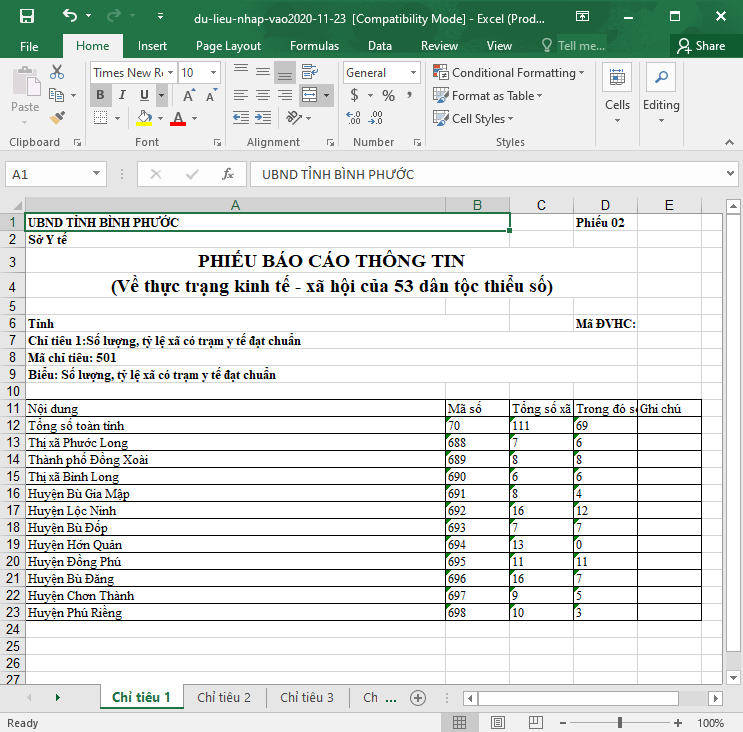 du-lieu-nhap-vao2020-11-23 [Compatibility Mode] - Excel (Prod...
File Home Insert Page Layout Formulas Data Review View Tell me... Share
Times New R 10 General Conditional Formatting
Paste B I U $ % , Format as Table Cells Editing
A Cell Styles
Clipboard Font Alignment Number Styles
A1 fx UBND TỈNH BÌNH PHƯỚC
A B C D E
1 UBND TỈNH BÌNH PHƯỚC Phiếu 02
2 Sở Y tế
3 PHIẾU BÁO CÁO THÔNG TIN
4 (Về thực trạng kinh tế - xã hội của 53 dân tộc thiểu số)
5
6 Tỉnh Mã ĐVHC:
7 Chỉ tiêu 1:Số lượng, tỷ lệ xã có trạm y tế đạt chuẩn
8 Mã chỉ tiêu: 501
9 Biểu: Số lượng, tỷ lệ xã có trạm y tế đạt chuẩn
10
11 Nội dung Mã số Tổng số xã Trong đó s Ghi chú
12 Tổng số toàn tỉnh 70 111 69
13 Thị xã Phước Long 688 7 6
14 Thành phố Đồng Xoài 689 8 8
15 Thị xã Bình Long 690 6 6
16 Huyện Bù Gia Mập 691 8 4
17 Huyện Lộc Ninh 692 16 12
18 Huyện Bù Đốp 693 7 7
19 Huyện Hớn Quản 694 13 0
20 Huyện Đồng Phú 695 11 11
21 Huyện Bù Đăng 696 16 7
22 Huyện Chơn Thành 697 9 5
23 Huyện Phú Riềng 698 10 3
24
25
26
27
Chỉ tiêu 1 Chỉ tiêu 2 Chỉ tiêu 3 Ch ...
Ready 100%